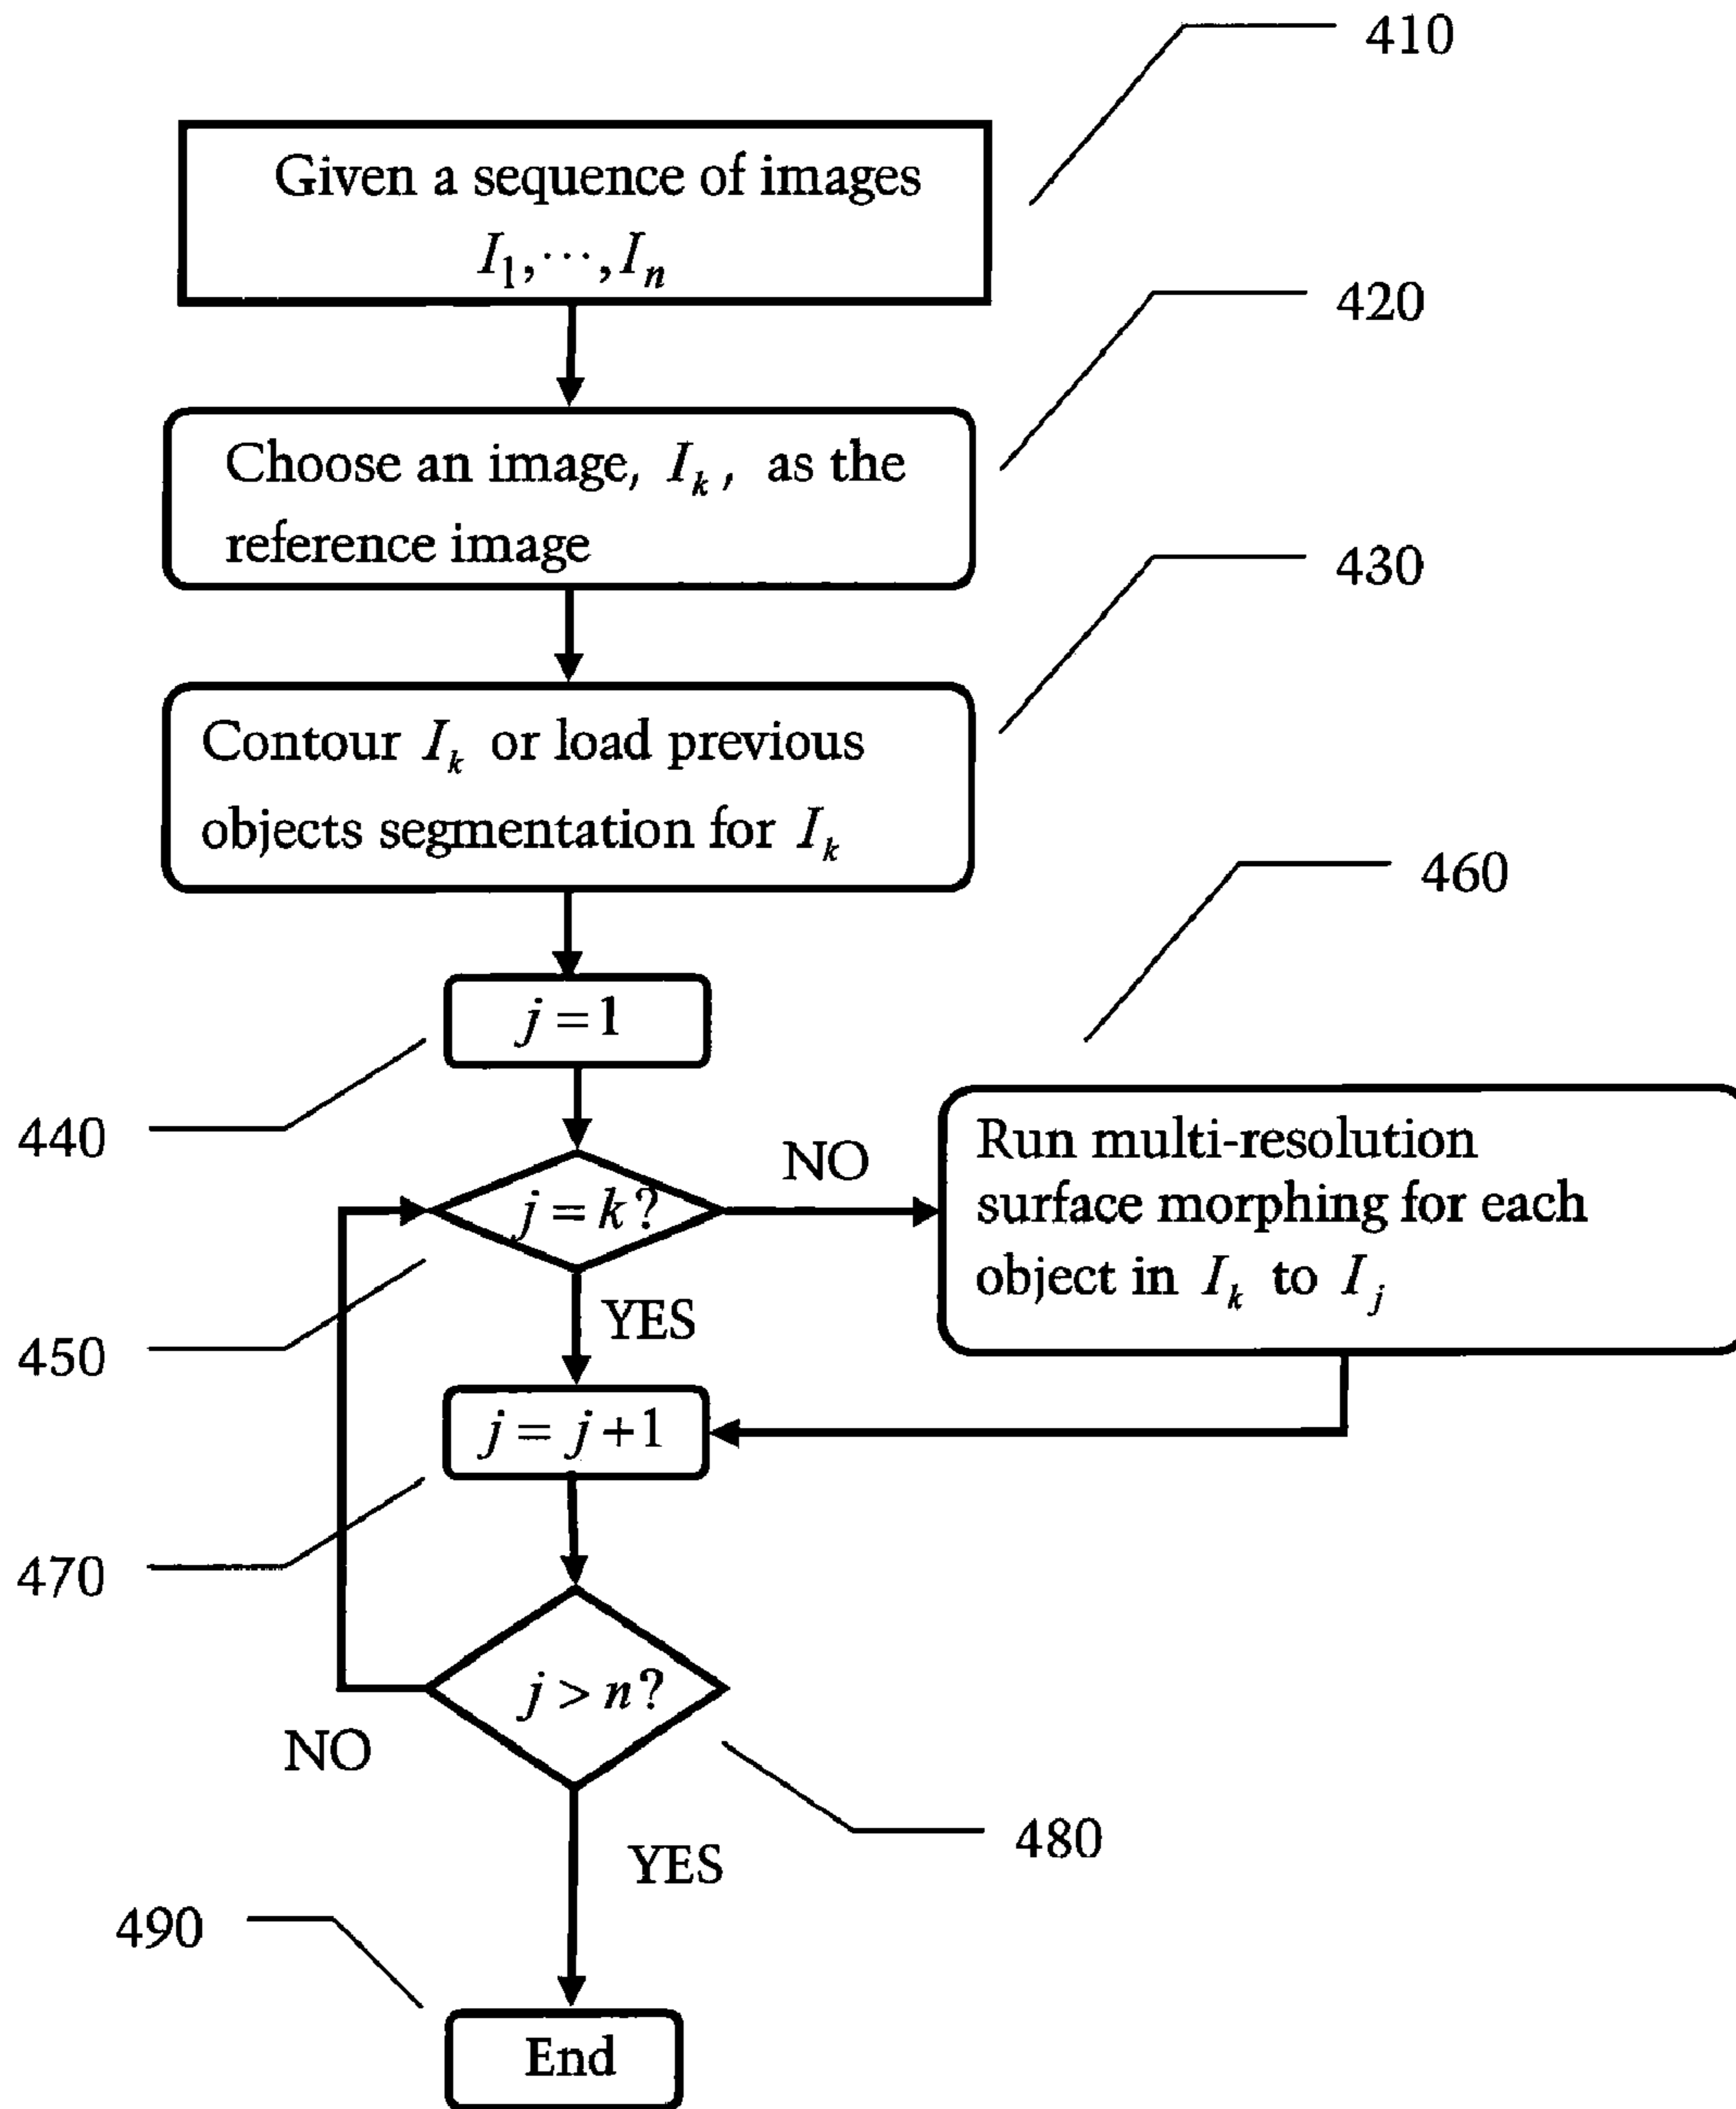 410
Given a sequence of images
I₁,⋯,Iₙ
420
Choose an image, Iₖ, as the
reference image
430
Contour Iₖ or load previous
objects segmentation for Iₖ
460
j = 1
440
NO
Run multi-resolution
surface morphing for each
object in Iₖ to Iⱼ
j = k?
YES
450
j = j+1
470
j > n?
NO
480
YES
490
End